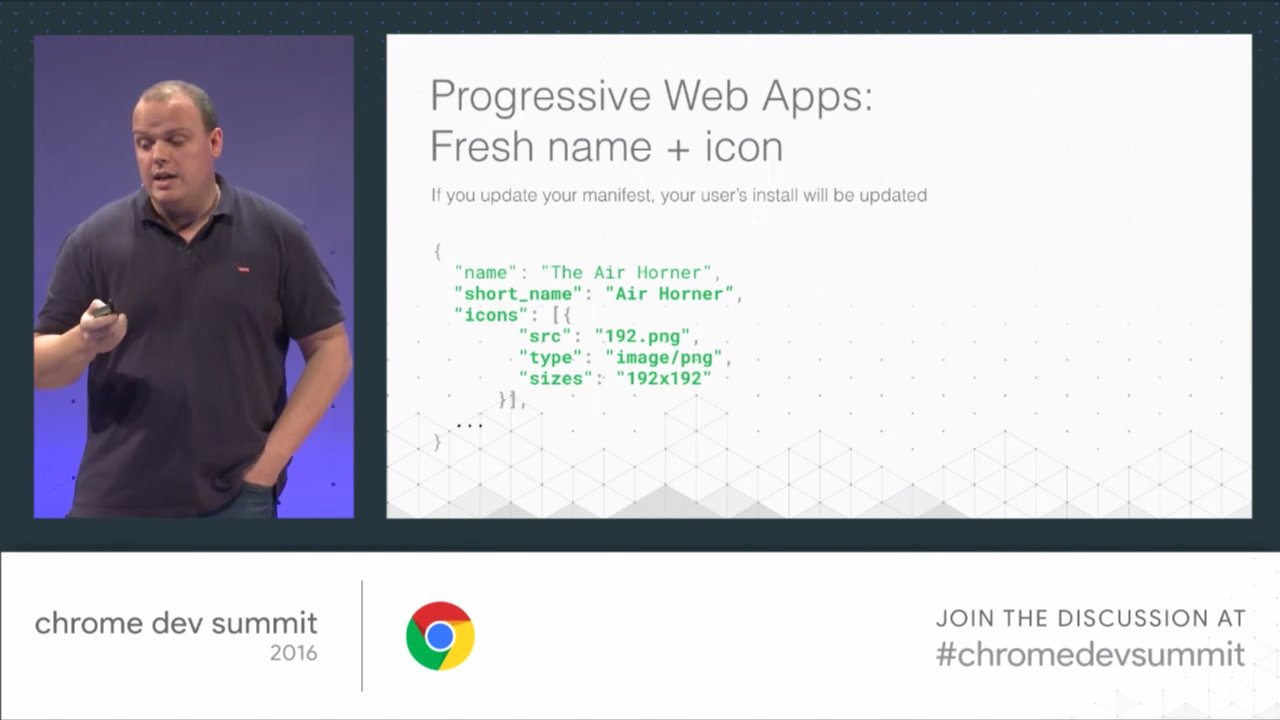 Progressive Web Apps:
Fresh name + icon
If you update your manifest, your user's install will be updated
{
"name": "The Air Horner",
"short_name": "Air Horner",
"icons": [{
"src": "192.png",
"type": "image/png",
"sizes": "192x192"
}],
...
}
chrome dev summit
2016
JOIN THE DISCUSSION AT
#chromedevsummit